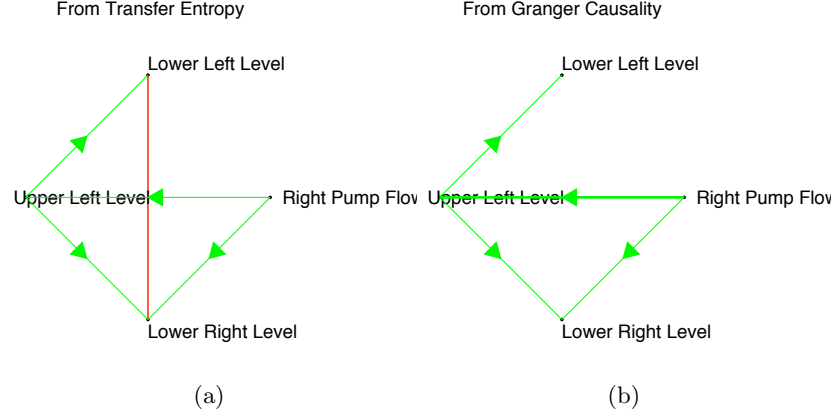 From Transfer Entropy
From Granger Causality
Lower Left Level
Lower Left Level
Upper Left Level
Right Pump Flow
Upper Left Level
Right Pump Flow
Lower Right Level
Lower Right Level
(a)
(b)